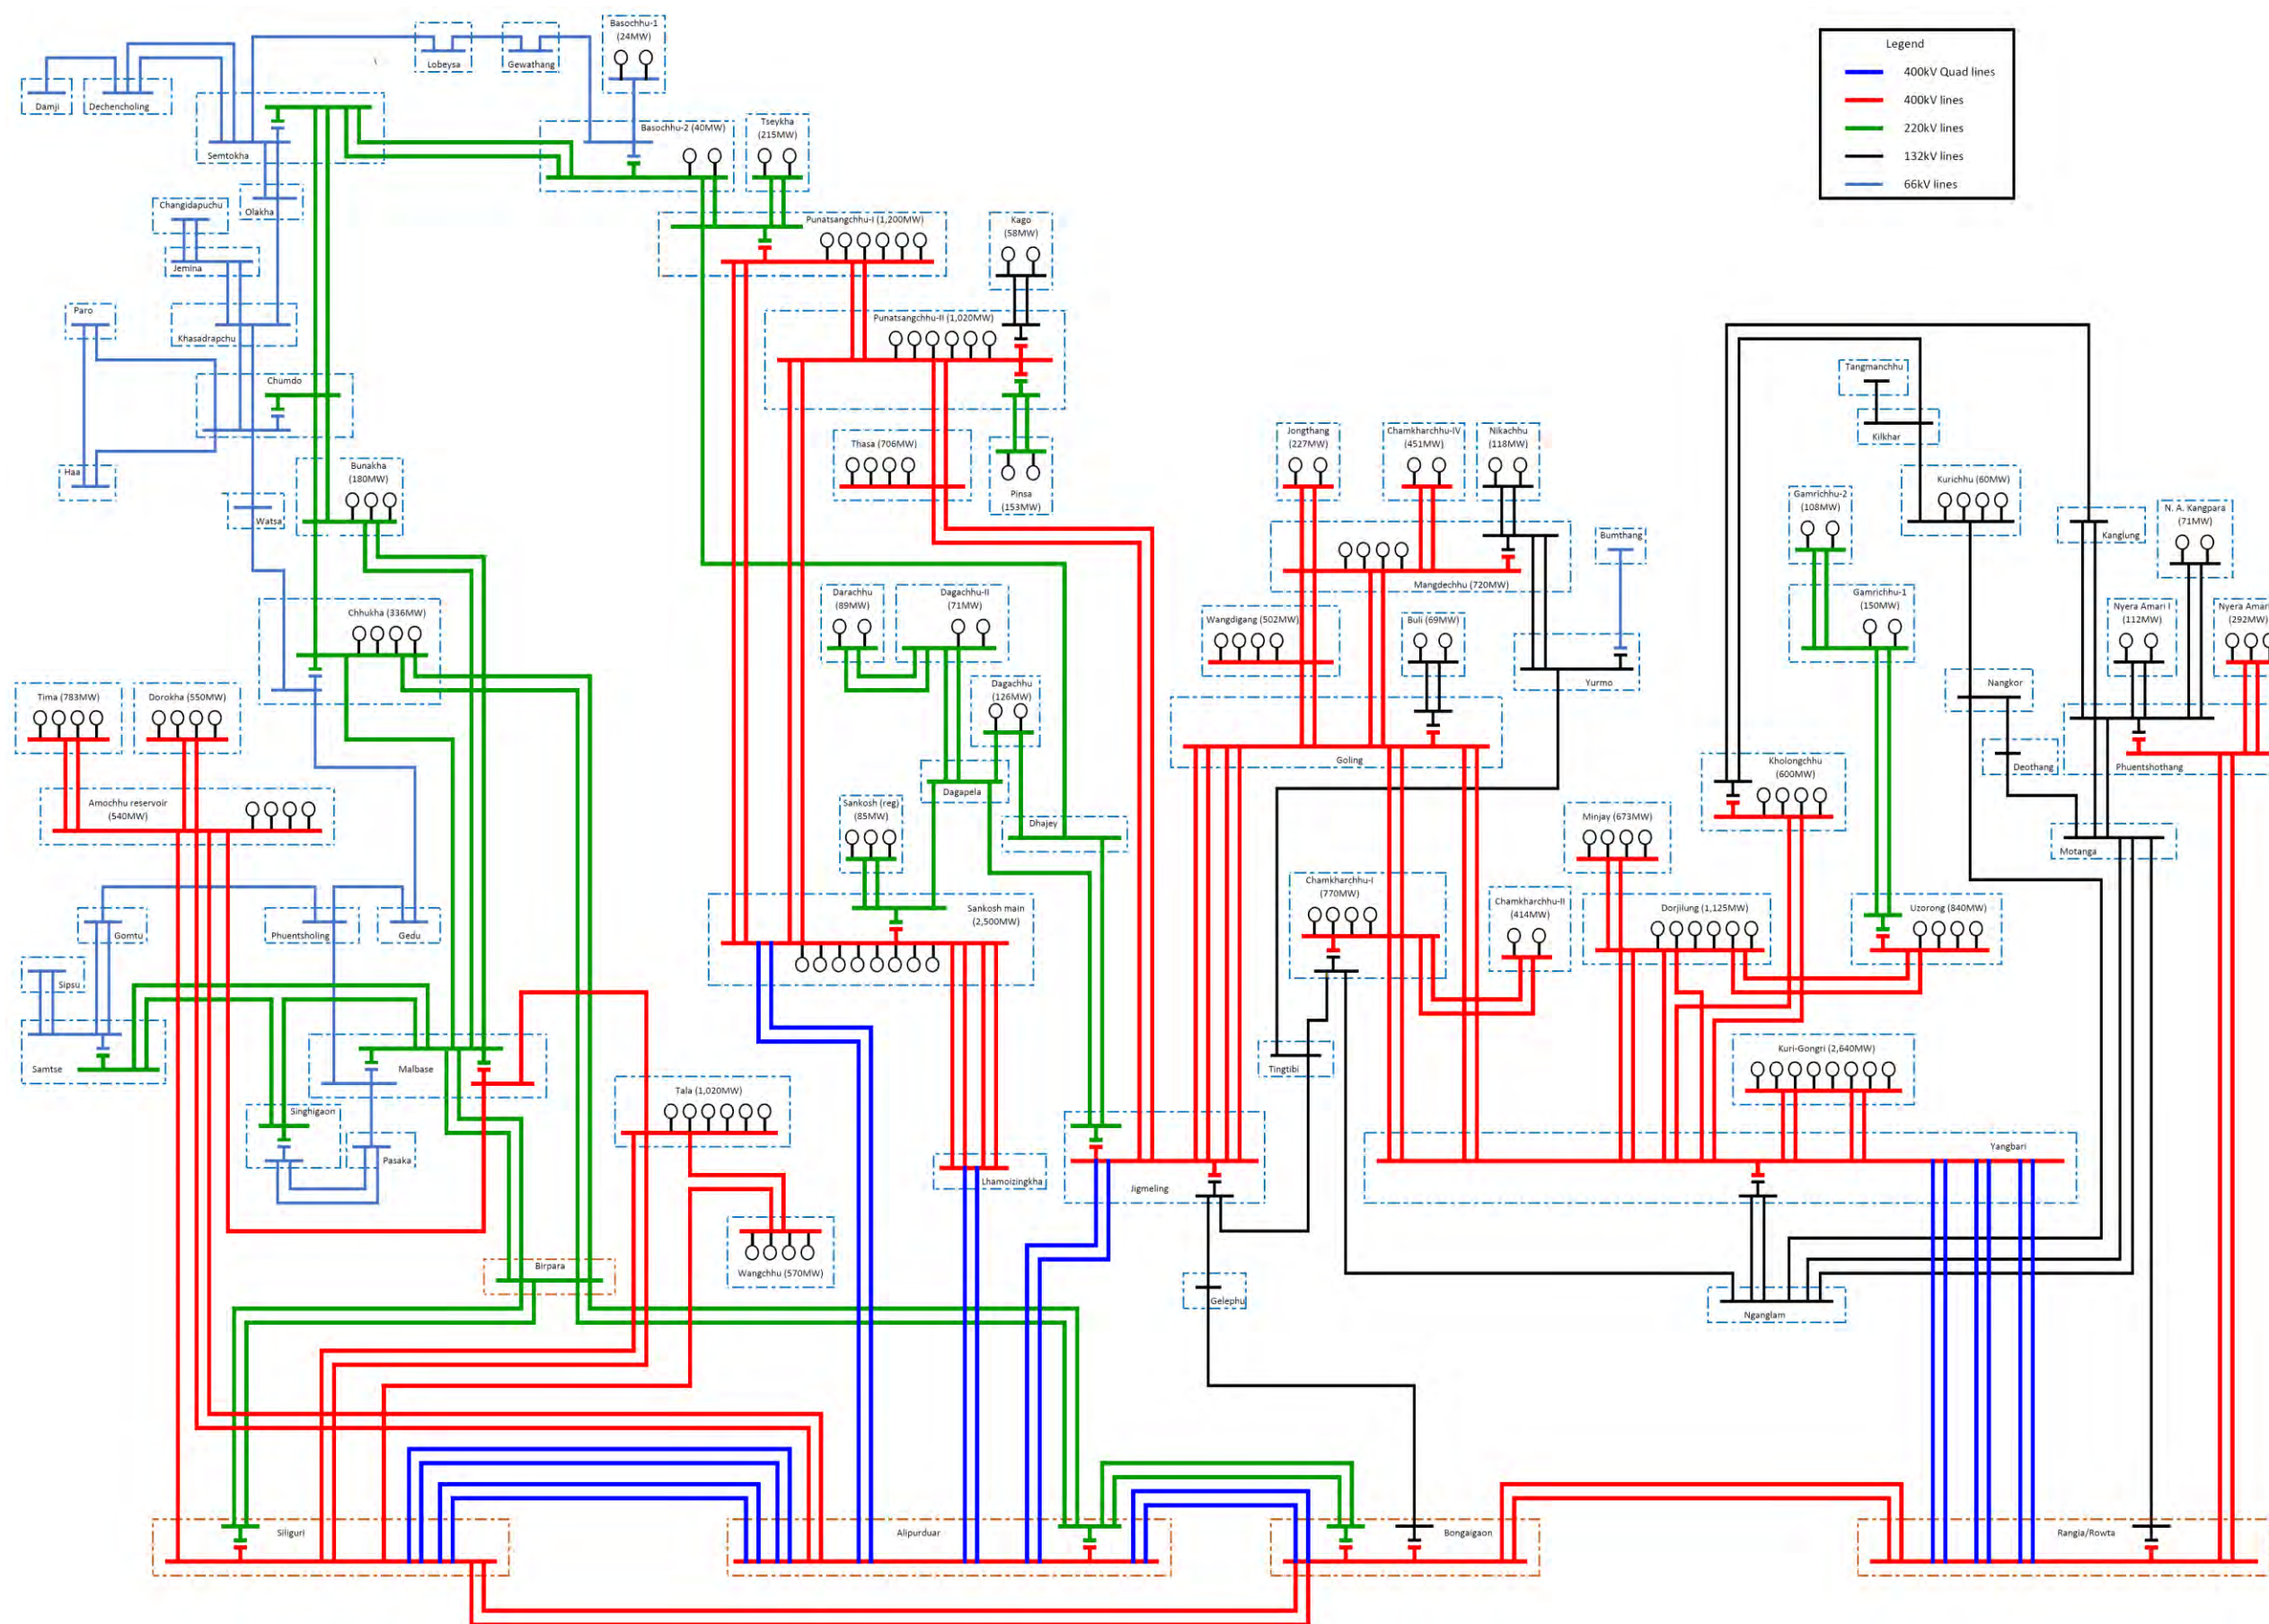 Legend
400kV Quad lines
400kV lines
220kV lines
132kV lines
66kV lines
Basochhu-1
(24MW)
Lobeysa
Gewathang
Damji
Dechencholing
Semtokha
Basochhu-2 (40MW)
Tseykha
(215MW)
Changidapuchu
Olakha
Jemina
Punatsangchhu-I (1,200MW)
Kago
(58MW)
Paro
Khasadrapchu
Punatsangchhu-II (1,020MW)
Chumdo
Tangmanchhu
Kilkhar
Haa
Bunakha
(180MW)
Watsa
Thasa (706MW)
Pinsa
(153MW)
Jongthang
(227MW)
Chamkharchhu-IV
(451MW)
Nikachhu
(118MW)
Mangdechhu (720MW)
Bumthang
Kurichhu (60MW)
Gamrichhu-2
(108MW)
Kanglung
N. A. Kangpara
(71MW)
Chhukha (336MW)
Darachhu
(89MW)
Dagachhu-II
(71MW)
Wangdigang (502MW)
Buli (69MW)
Yurmo
Gamrichhu-1
(150MW)
Nyera Amari I
(112MW)
Nyera Amari
(292MW)
Tima (783MW)
Dorokha (550MW)
Dagachhu
(126MW)
Nangkor
Goling
Deothang
Phuentshothang
Kholongchhu
(600MW)
Amochhu reservoir
(540MW)
Dagapela
Sankosh (reg)
(85MW)
Dhajey
Minjay (673MW)
Motanga
Gomtu
Phuentsholing
Gedu
Sankosh main
(2,500MW)
Chamkharchhu-I
(770MW)
Chamkharchhu-II
(414MW)
Dorjilung (1,125MW)
Uzorong (840MW)
Sipsu
Samtse
Malbase
Tingtibi
Kuri-Gongri (2,640MW)
Singhigaon
Pasaka
Tala (1,020MW)
Lhamoizingkha
Jigmeling
Yangbari
Wangchhu (570MW)
Birpara
Gelephu
Nganglam
Siliguri
Alipurduar
Bongaigaon
Rangia/Rowta